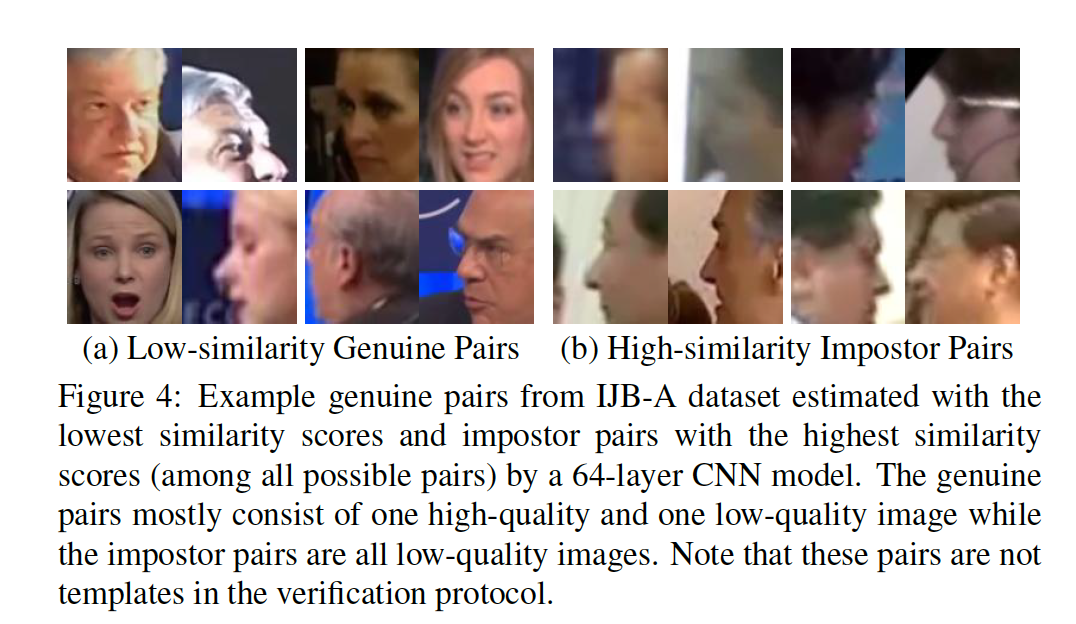 (a) Low-similarity Genuine Pairs (b) High-similarity Impostor Pairs
Figure 4: Example genuine pairs from IJB-A dataset estimated with the
lowest similarity scores and impostor pairs with the highest similarity
scores (among all possible pairs) by a 64-layer CNN model. The genuine
pairs mostly consist of one high-quality and one low-quality image while
the impostor pairs are all low-quality images. Note that these pairs are not
templates in the verification protocol.